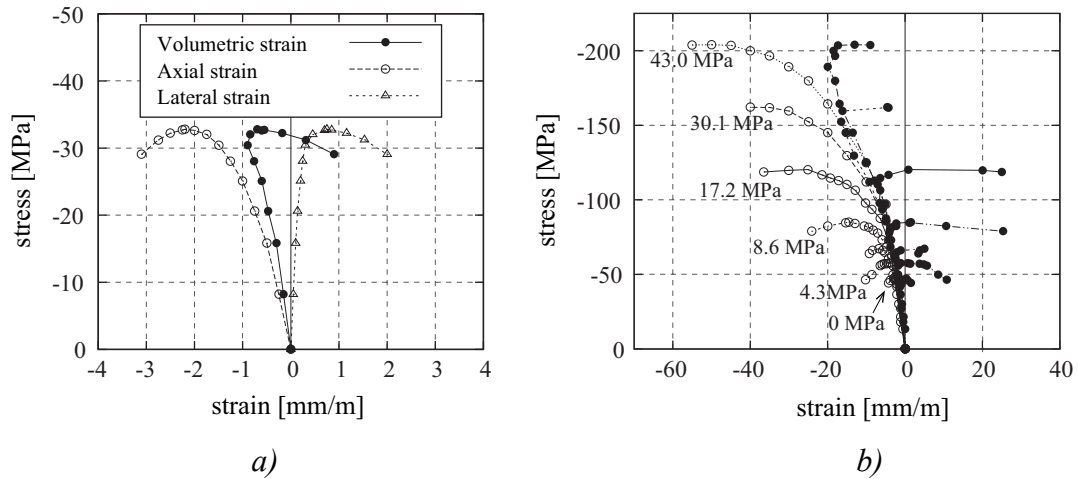 -50
-40
-30
-20
-10
0
stress [MPa]
Volumetric strain
Axial strain
Lateral strain
-4 -3 -2 -1 0 1 2 3 4
strain [mm/m]
a)
-200
-150
-100
-50
0
stress [MPa]
43.0 MPa
30.1 MPa
17.2 MPa
8.6 MPa
4.3MPa
0 MPa
-60 -40 -20 0 20 40
strain [mm/m]
b)